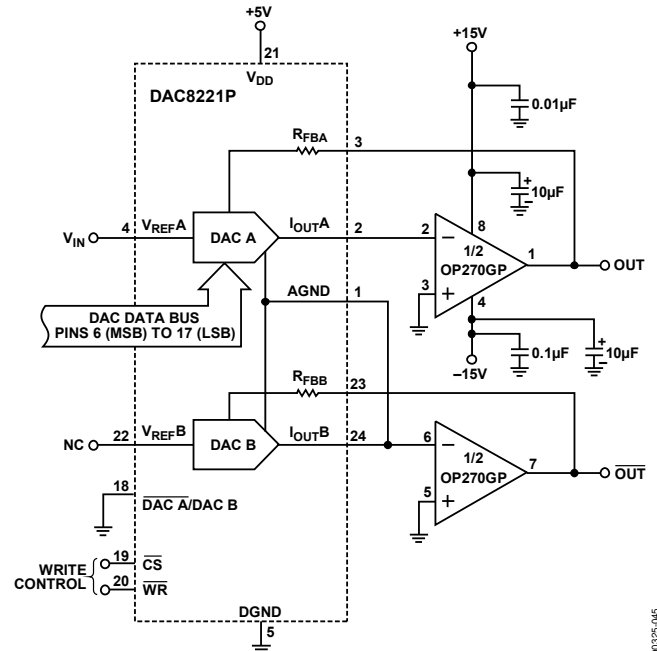 +5V
21
VDD
DAC8221P
+15V
0.01µF
RFBA
3
+
10µF
–
VIN
4
VREFA
DAC A
IOUTA
2
2
–
8
1/2
OP270GP
1
OUT
3
+
4
DAC DATA BUS
PINS 6 (MSB) TO 17 (LSB)
AGND
1
0.1µF
+
10µF
–
–15V
RFBB
23
NC
22
VREFB
DAC B
IOUTB
24
6
–
1/2
OP270GP
7
OUT
5
+
18
DAC A/DAC B
WRITE
CONTROL
19
CS
20
WR
DGND
5
00325-045